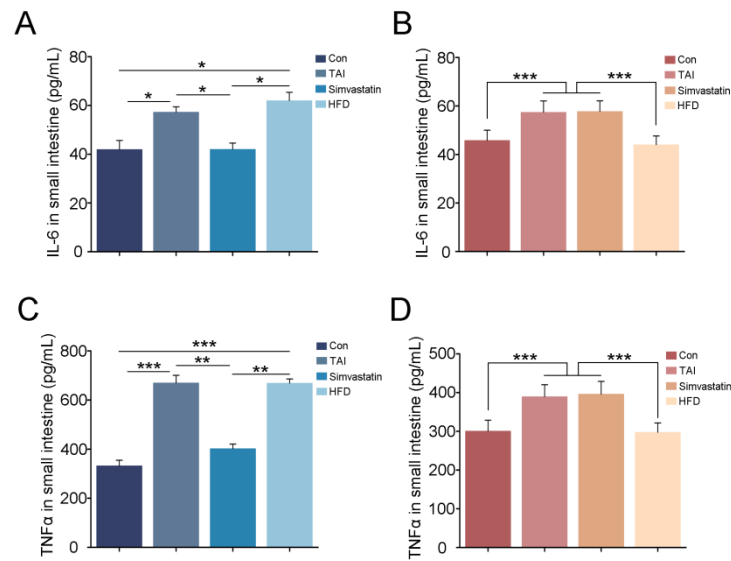 A
IL-6 in small intestine (pg/mL)
80
60
40
20
0
*
*
*
*
Con
TAI
Simvastatin
HFD
B
IL-6 in small intestine (pg/mL)
80
60
40
20
0
***
***
Con
TAI
Simvastatin
HFD
C
TNFα in small intestine (pg/mL)
800
600
400
200
0
***
***
**
**
Con
TAI
Simvastatin
HFD
D
TNFα in small intestine (pg/mL)
500
400
300
200
100
0
***
***
Con
TAI
Simvastatin
HFD